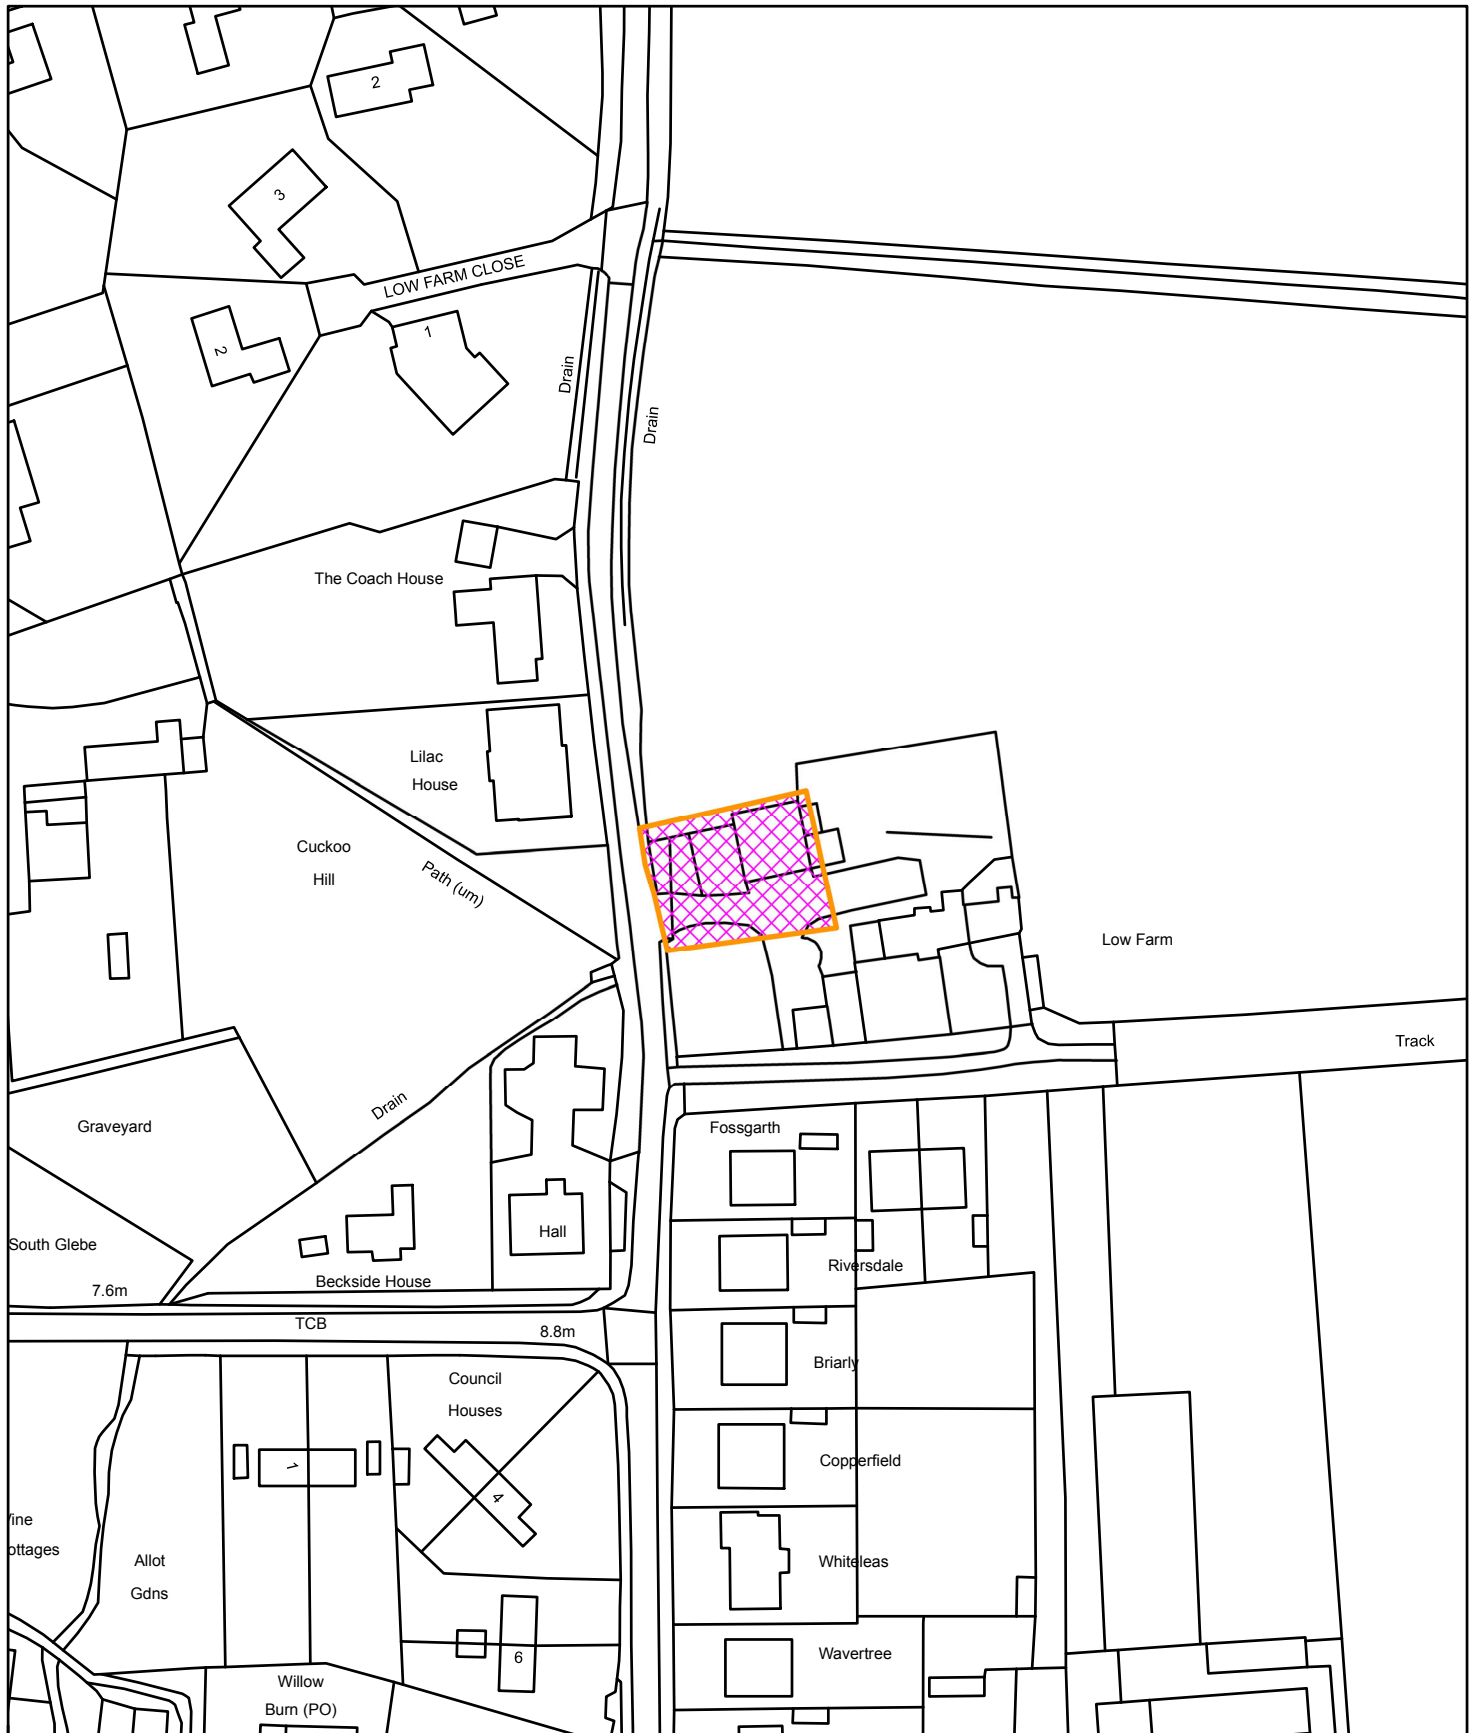 2
3
LOW FARM CLOSE
2
1
Drain
Drain
The Coach House
Lilac
House
Cuckoo
Hill
Path (um)
Low Farm
Track
Drain
Graveyard
Fossgarth
South Glebe
Hall
Riversdale
7.6m
Beckside House
TCB
8.8m
Briarly
Council
Houses
Copperfield
1
4
Vine
ottages
Allot
Gdns
Whiteleas
6
Wavertree
Willow
Burn (PO)